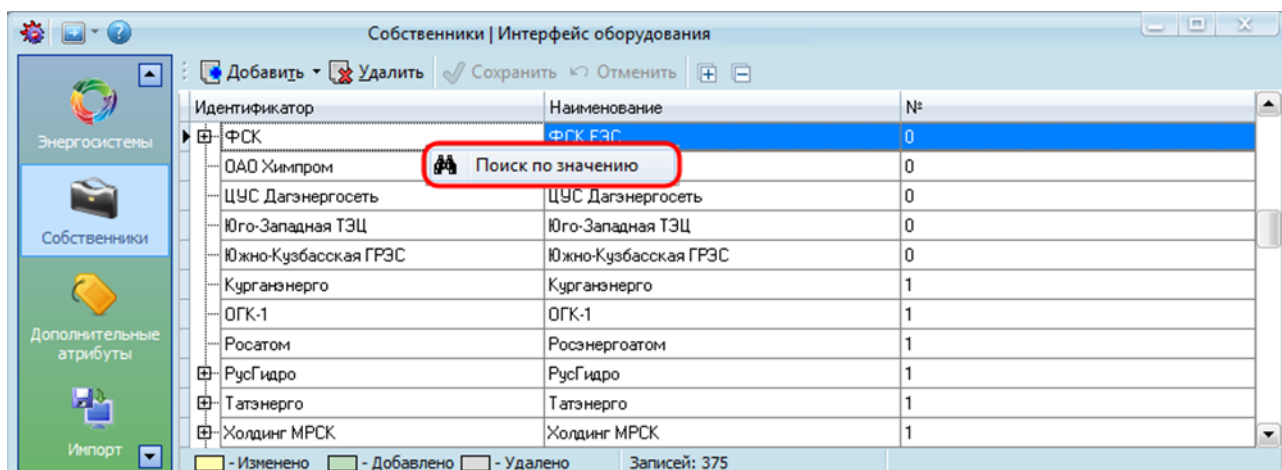 Собственники | Интерфейс оборудования
Добавить Удалить Сохранить Отменить
Идентификатор Наименование №
Энергосистемы
ФСК ФСК ЕЭС 0
Поиск по значению
ОАО Химпром 0
ЦУС Дагэнергосеть ЦУС Дагэнергосеть 0
Юго-Западная ТЭЦ Юго-Западная ТЭЦ 0
Собственники
Южно-Кузбасская ГРЭС Южно-Кузбасская ГРЭС 0
Курганэнерго Курганэнерго 1
ОГК-1 ОГК-1 1
Дополнительные
атрибуты
Росатом Росэнергоатом 1
РусГидро РусГидро 1
Татэнерго Татэнерго 1
Холдинг МРСК Холдинг МРСК 1
Импорт
- Изменено - Добавлено - Удалено Записей: 375